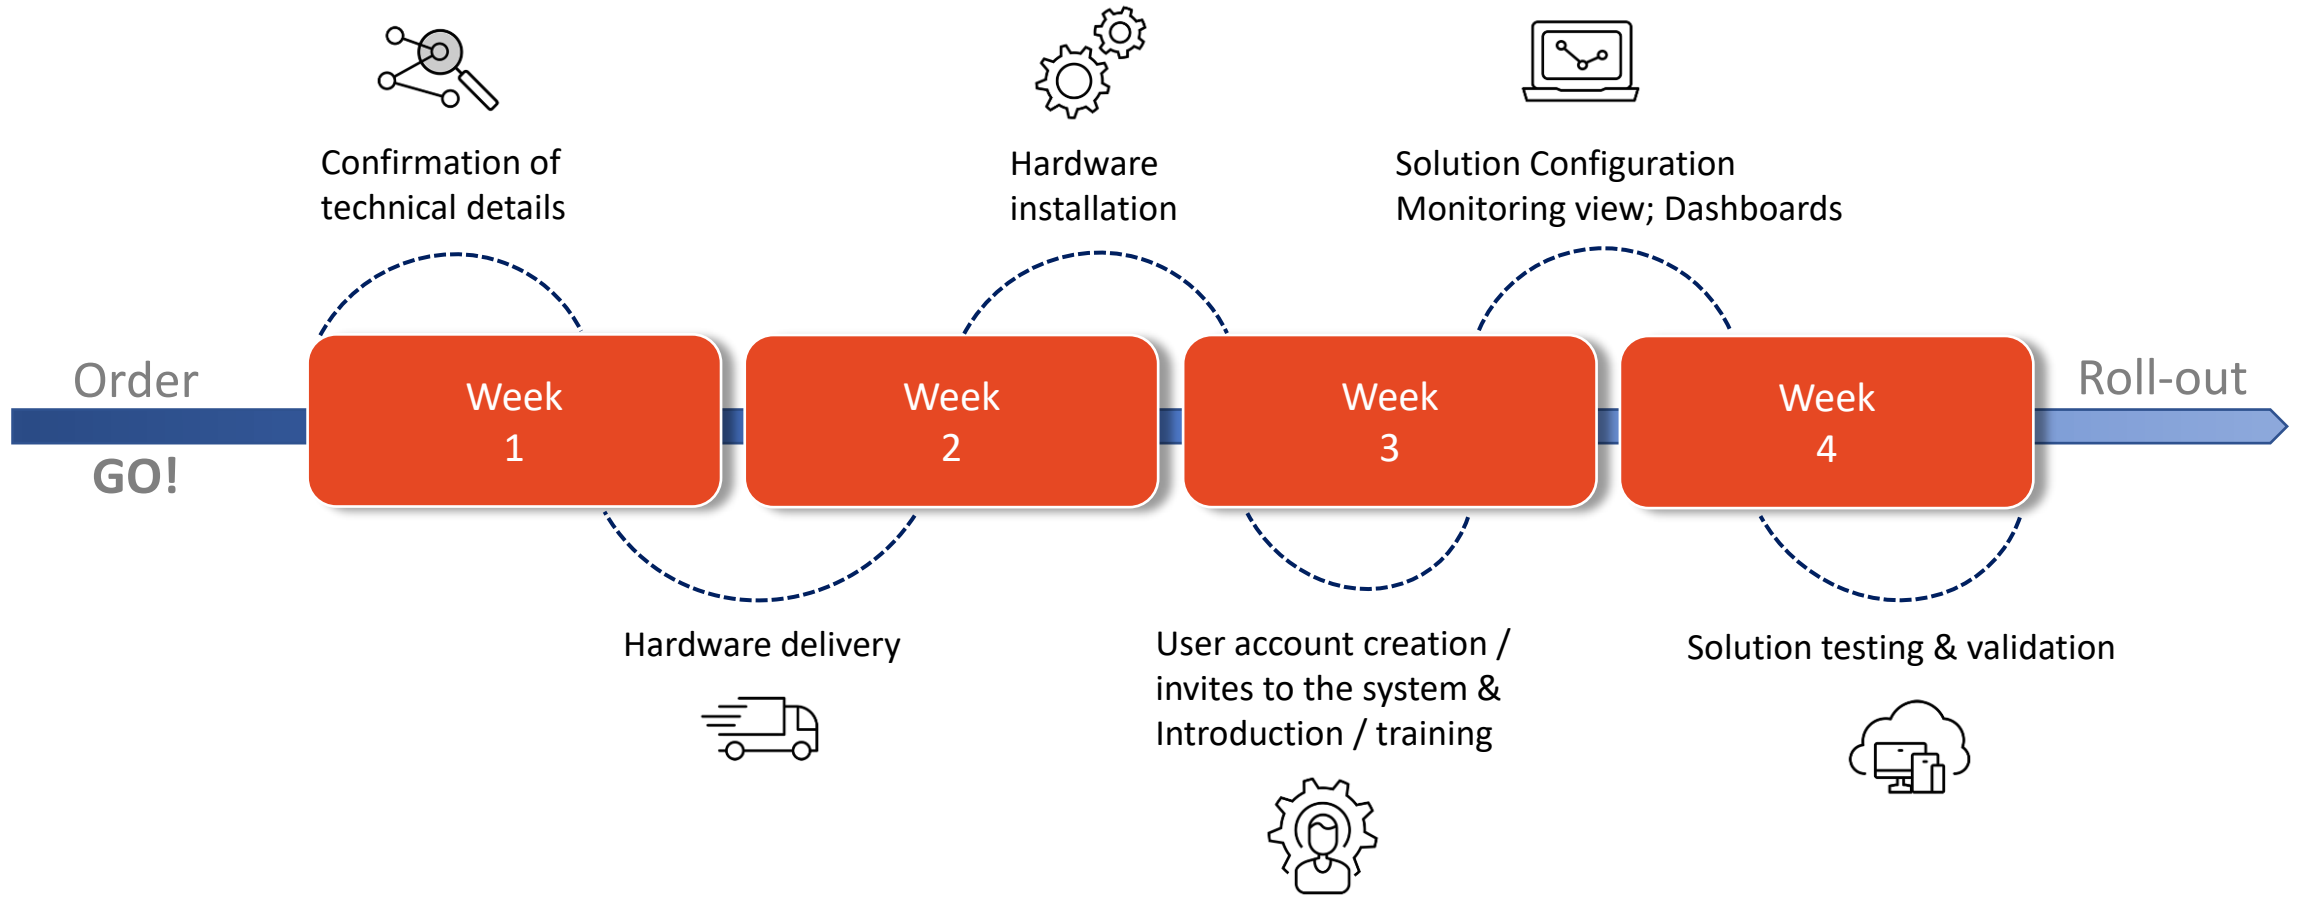 Confirmation of
technical details
Hardware
installation
Solution Configuration
Monitoring view; Dashboards
Order
GO!
Week
1
Week
2
Week
3
Week
4
Roll-out
Hardware delivery
User account creation /
invites to the system &
Introduction / training
Solution testing & validation